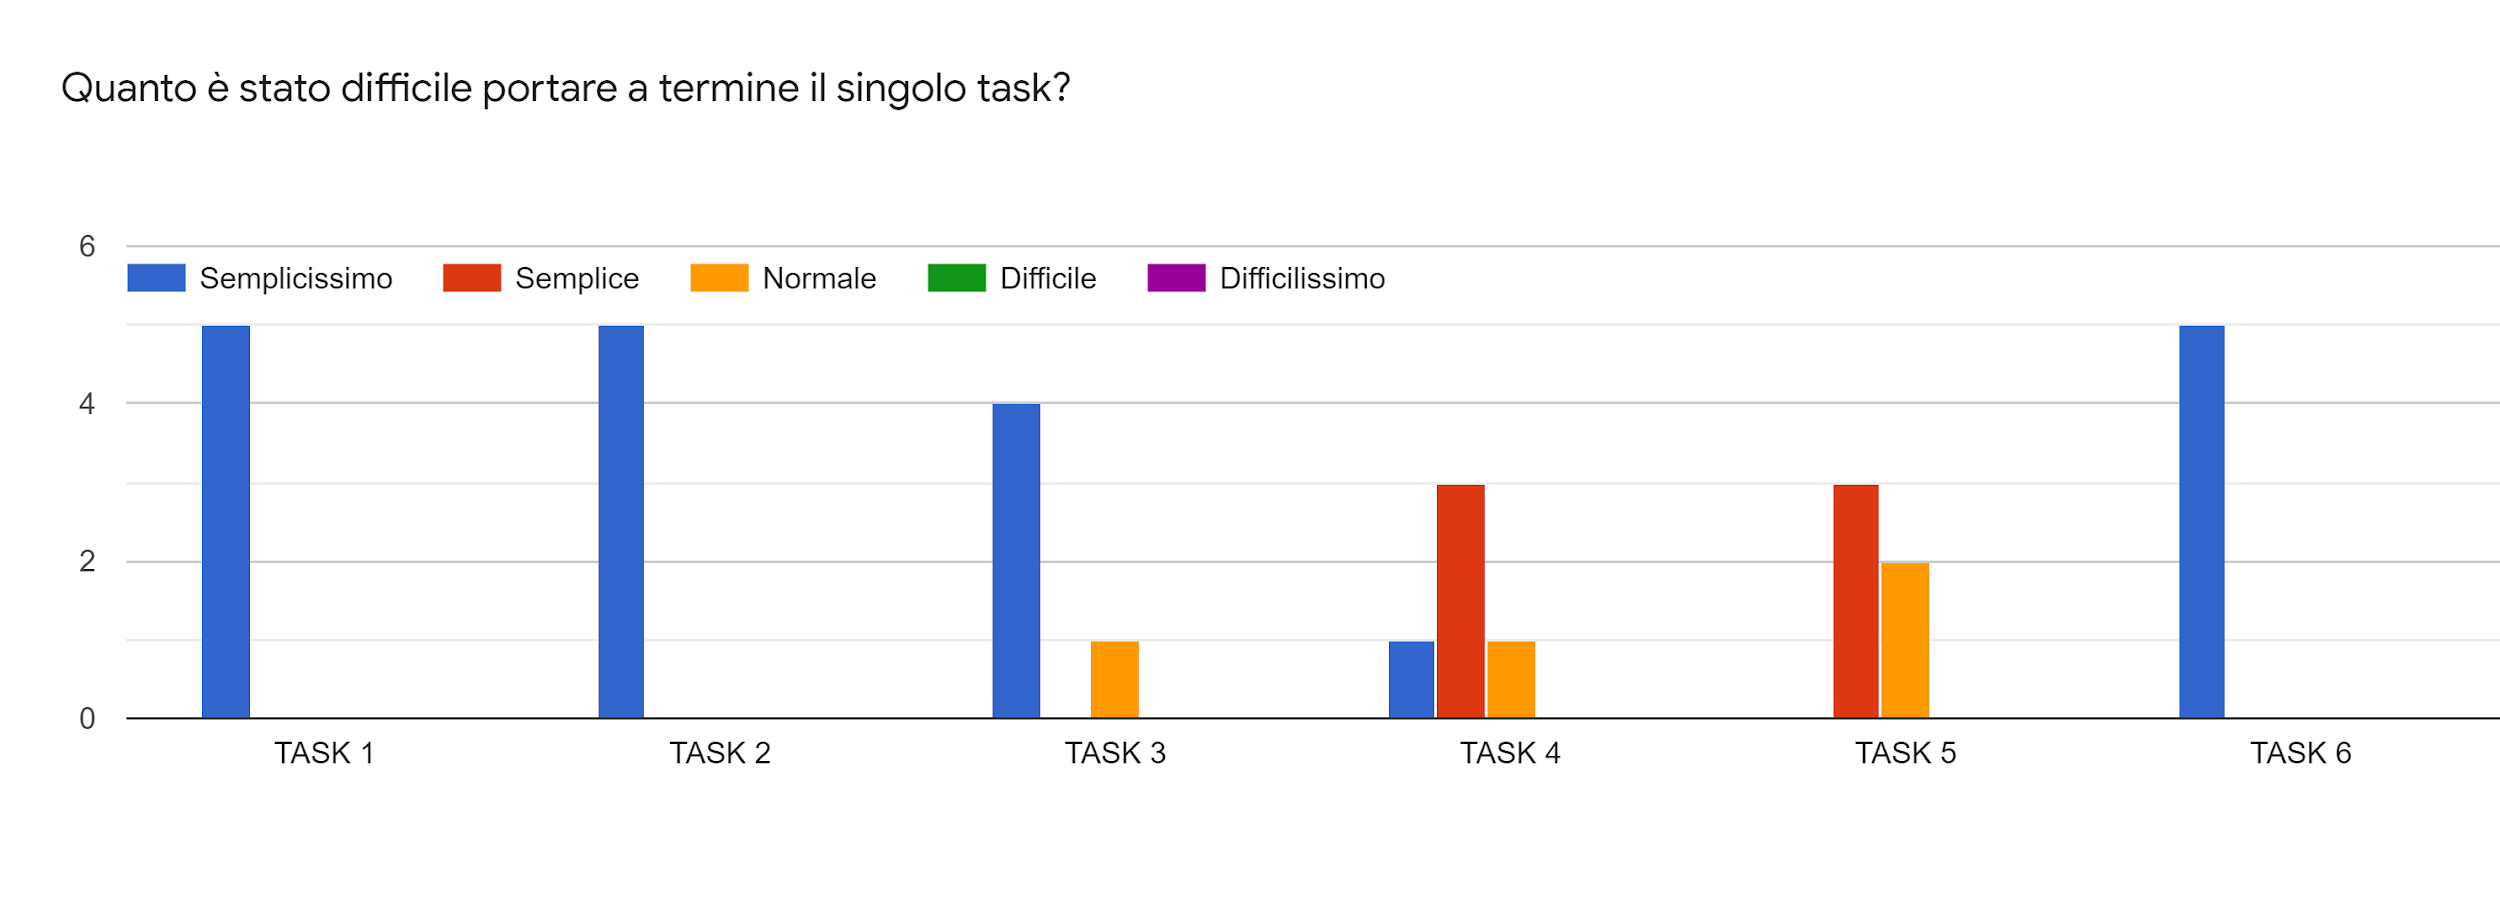 Quanto è stato difficile portare a termine il singolo task?
6
Semplicissimo Semplice Normale Difficile Difficilissimo
4
2
0
TASK 1 TASK 2 TASK 3 TASK 4 TASK 5 TASK 6